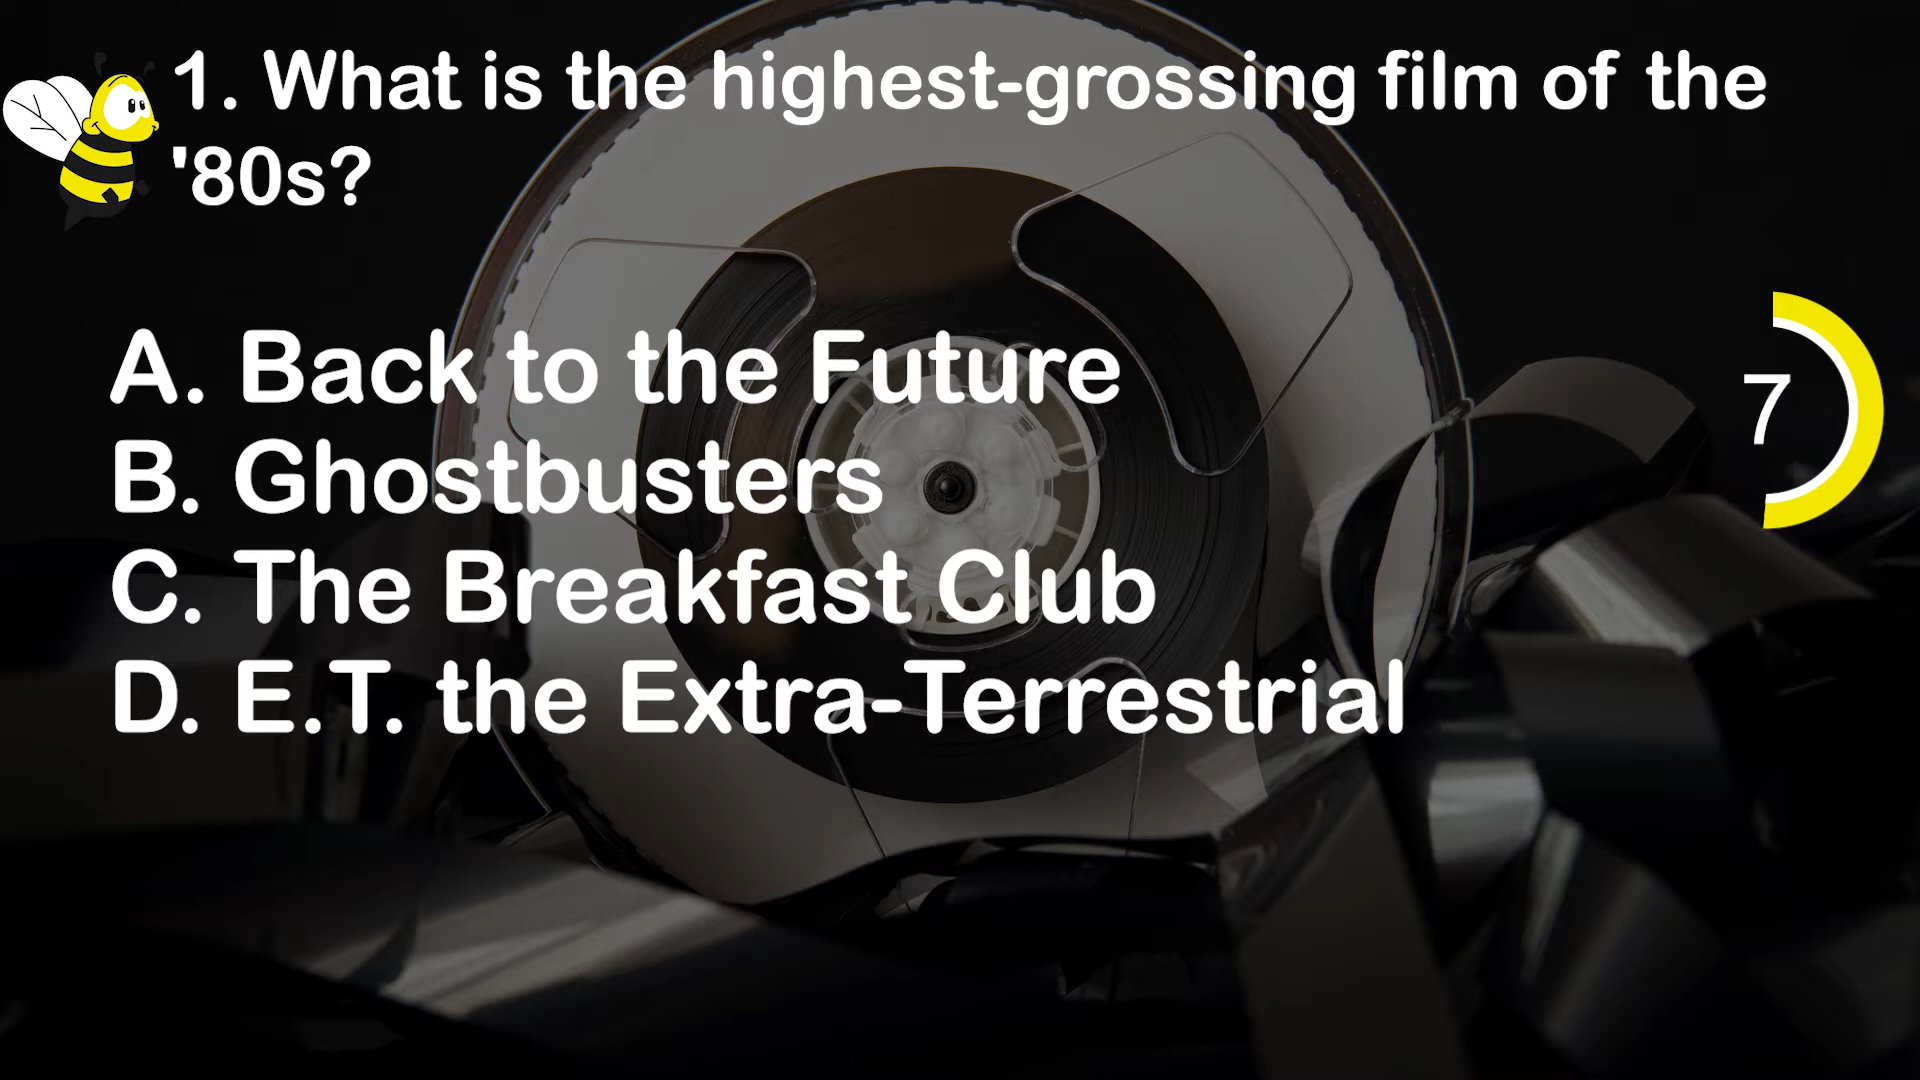 1. What is the highest-grossing film of the
'80s?
A. Back to the Future
7
B. Ghostbusters
C. The Breakfast Club
D. E.T. the Extra-Terrestrial